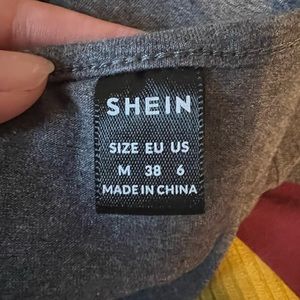 SHEIN
SIZE EU US
M 38 6
MADE IN CHINA